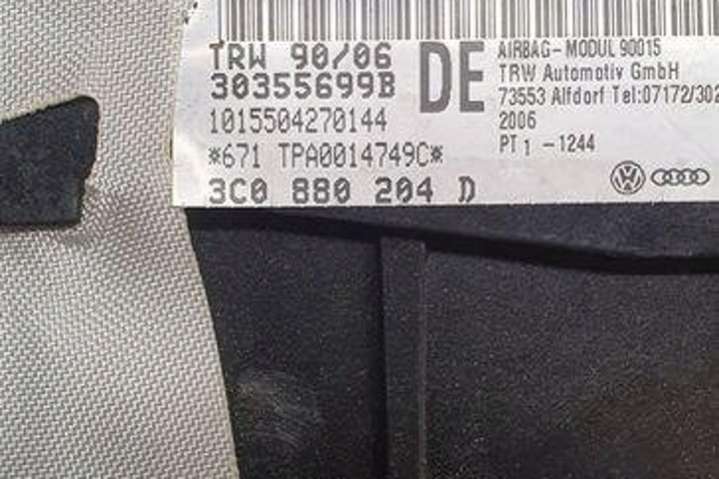 TRW 90/06
30355699B
1015504270144
*671 TPA0014749C*
3C0 880 204 D
DE
AIRBAG-MODUL 90015
TRW Automotiv GmbH
73553 Alfdorf Tel:07172/302
2006
PT 1 -1244